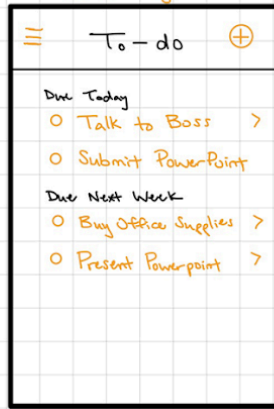 To-do
Due Today
Talk to Boss >
Submit PowerPoint
Due Next Week
Buy Office Supplies >
Present Powerpoint >